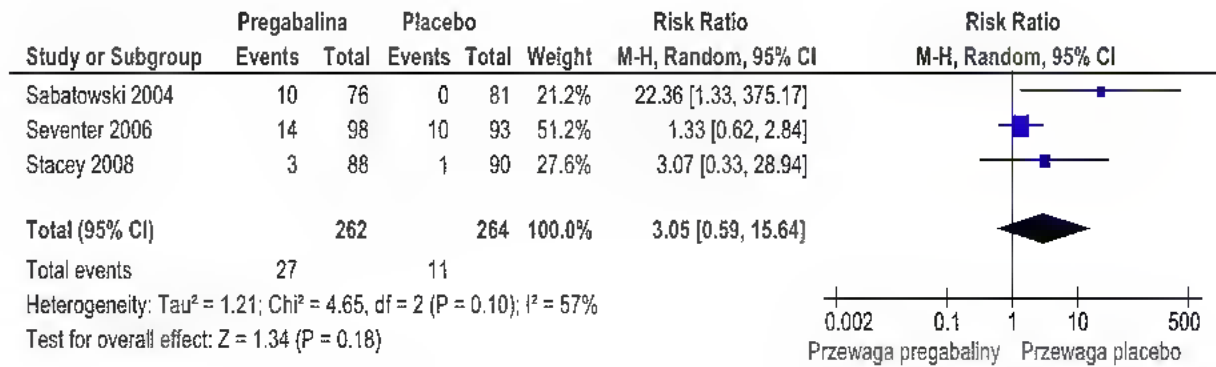 Pregabalina Placebo Risk Ratio Risk Ratio
Study or Subgroup Events Total Events Total Weight M-H, Random, 95% CI M-H, Random, 95% CI
Sabatowski 2004 10 76 0 81 21.2% 22.36 [1.33, 375.17]
Seventer 2006 14 98 10 93 51.2% 1.33 [0.62, 2.84]
Stacey 2008 3 88 1 90 27.6% 3.07 [0.33, 28.94]
Total (95% CI) 262 264 100.0% 3.05 [0.59, 15.64]
Total events 27 11
Heterogeneity: Tau² = 1.21; Chi² = 4.65, df = 2 (P = 0.10); I² = 57%
Test for overall effect: Z = 1.34 (P = 0.18)
0.002 0.1 1 10 500
Przewaga pregabaliny Przewaga placebo